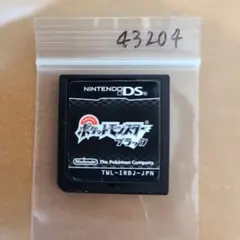 43204
NINTENDO DS
ポケットモンスター
ブラック
Nintendo
The Pokémon Company
TWL-IRBJ-JPN